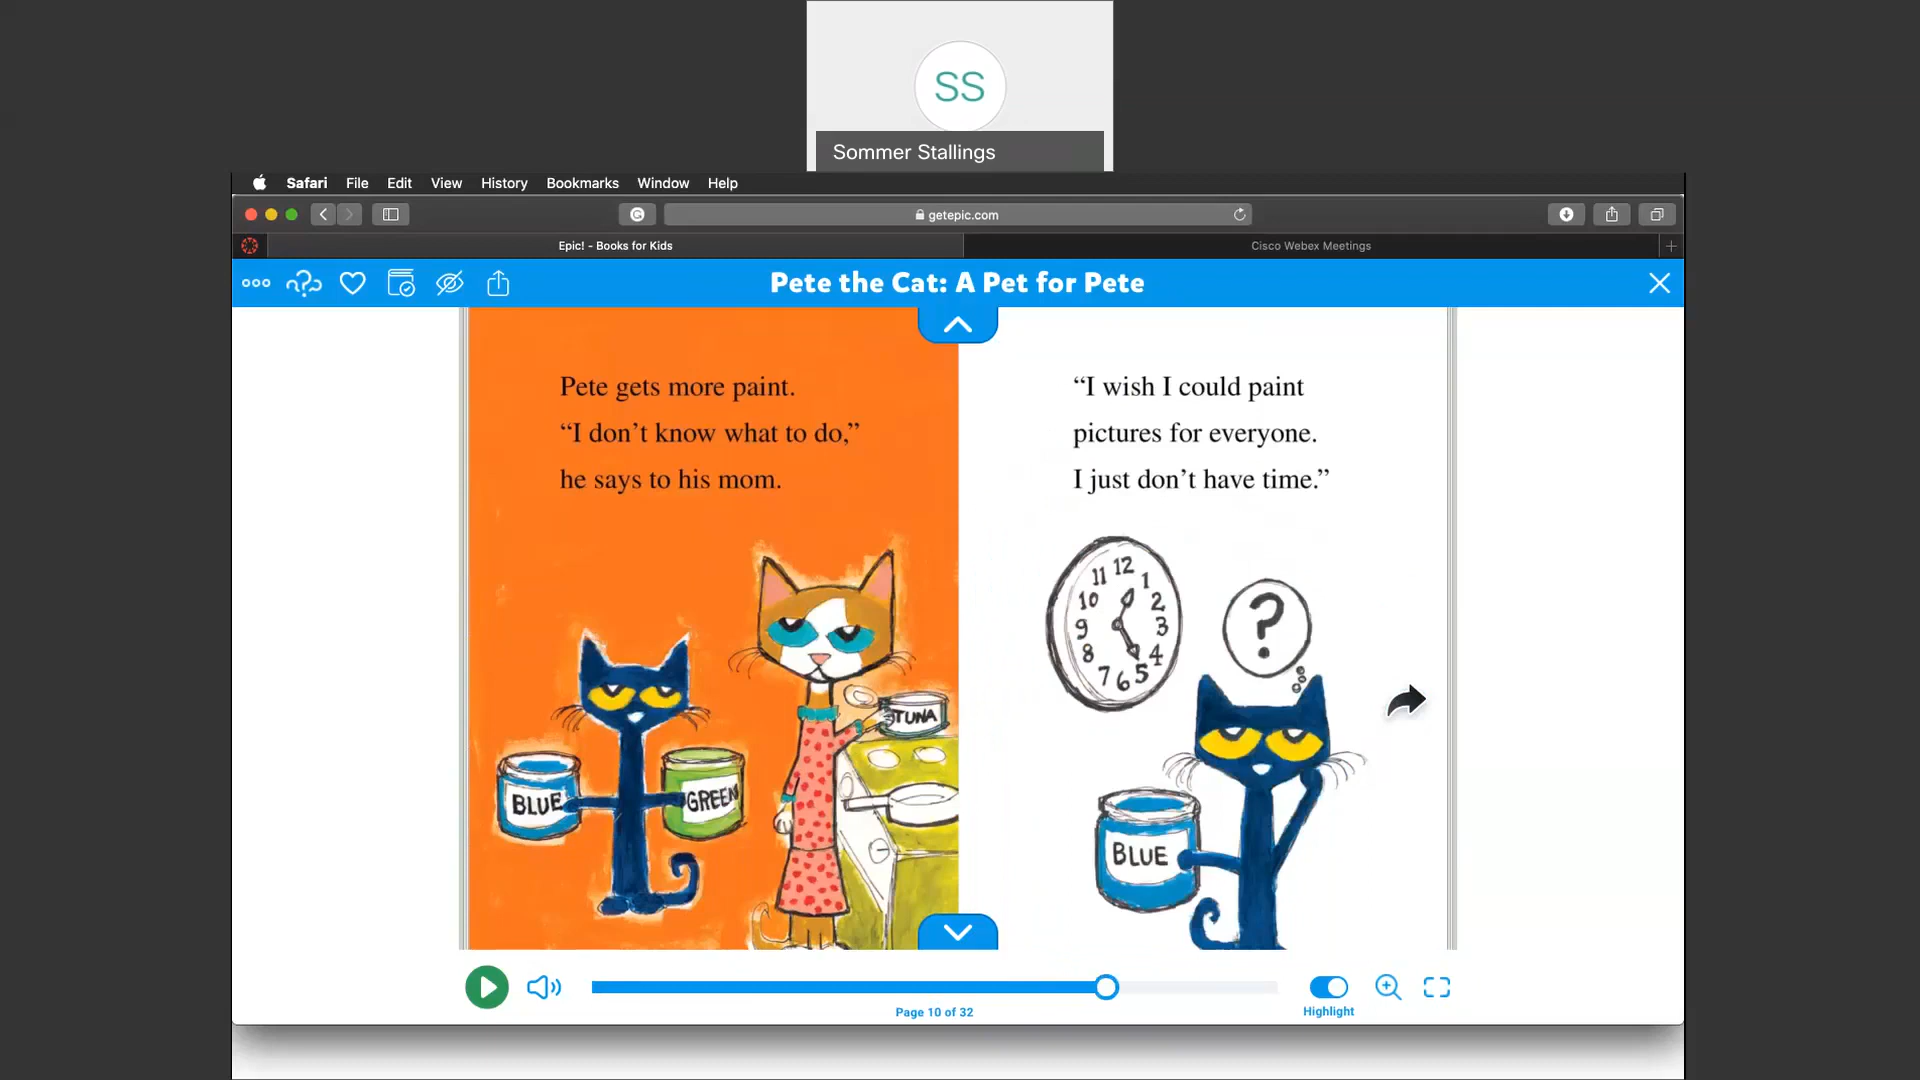 SS
Sommer Stallings
Safari File Edit View History Bookmarks Window Help
getepic.com
Epic! - Books for Kids
Cisco Webex Meetings
Pete the Cat: A Pet for Pete
Pete gets more paint.
“I don’t know what to do,”
he says to his mom.
TUNA
BLUE
GREEN
“I wish I could paint
pictures for everyone.
I just don’t have time.”
11 12 1
10 2
9 3
8 4
7 6 5
?
BLUE
Page 10 of 32
Highlight